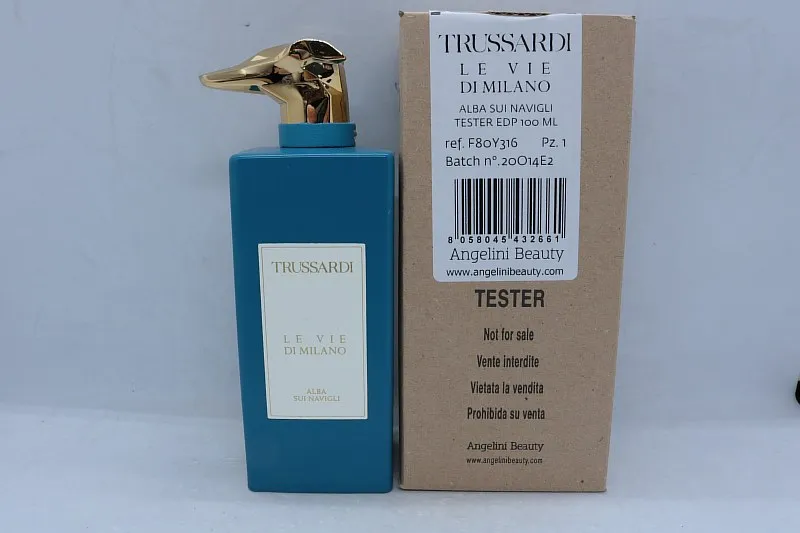 TRUSSARDI
LE VIE
DI MILANO
ALBA
SUI NAVIGLI
TRUSSARDI
LE VIE
DI MILANO
ALBA SUI NAVIGLI
TESTER EDP 100 ML
ref. F80Y316 Pz. 1
Batch n°.20O14E2
8 058045 432661
Angelini Beauty
www.angelinibeauty.com
TESTER
Not for sale
Vente interdite
Vietata la vendita
Prohibida su venta
Angelini Beauty
www.angelinibeauty.com